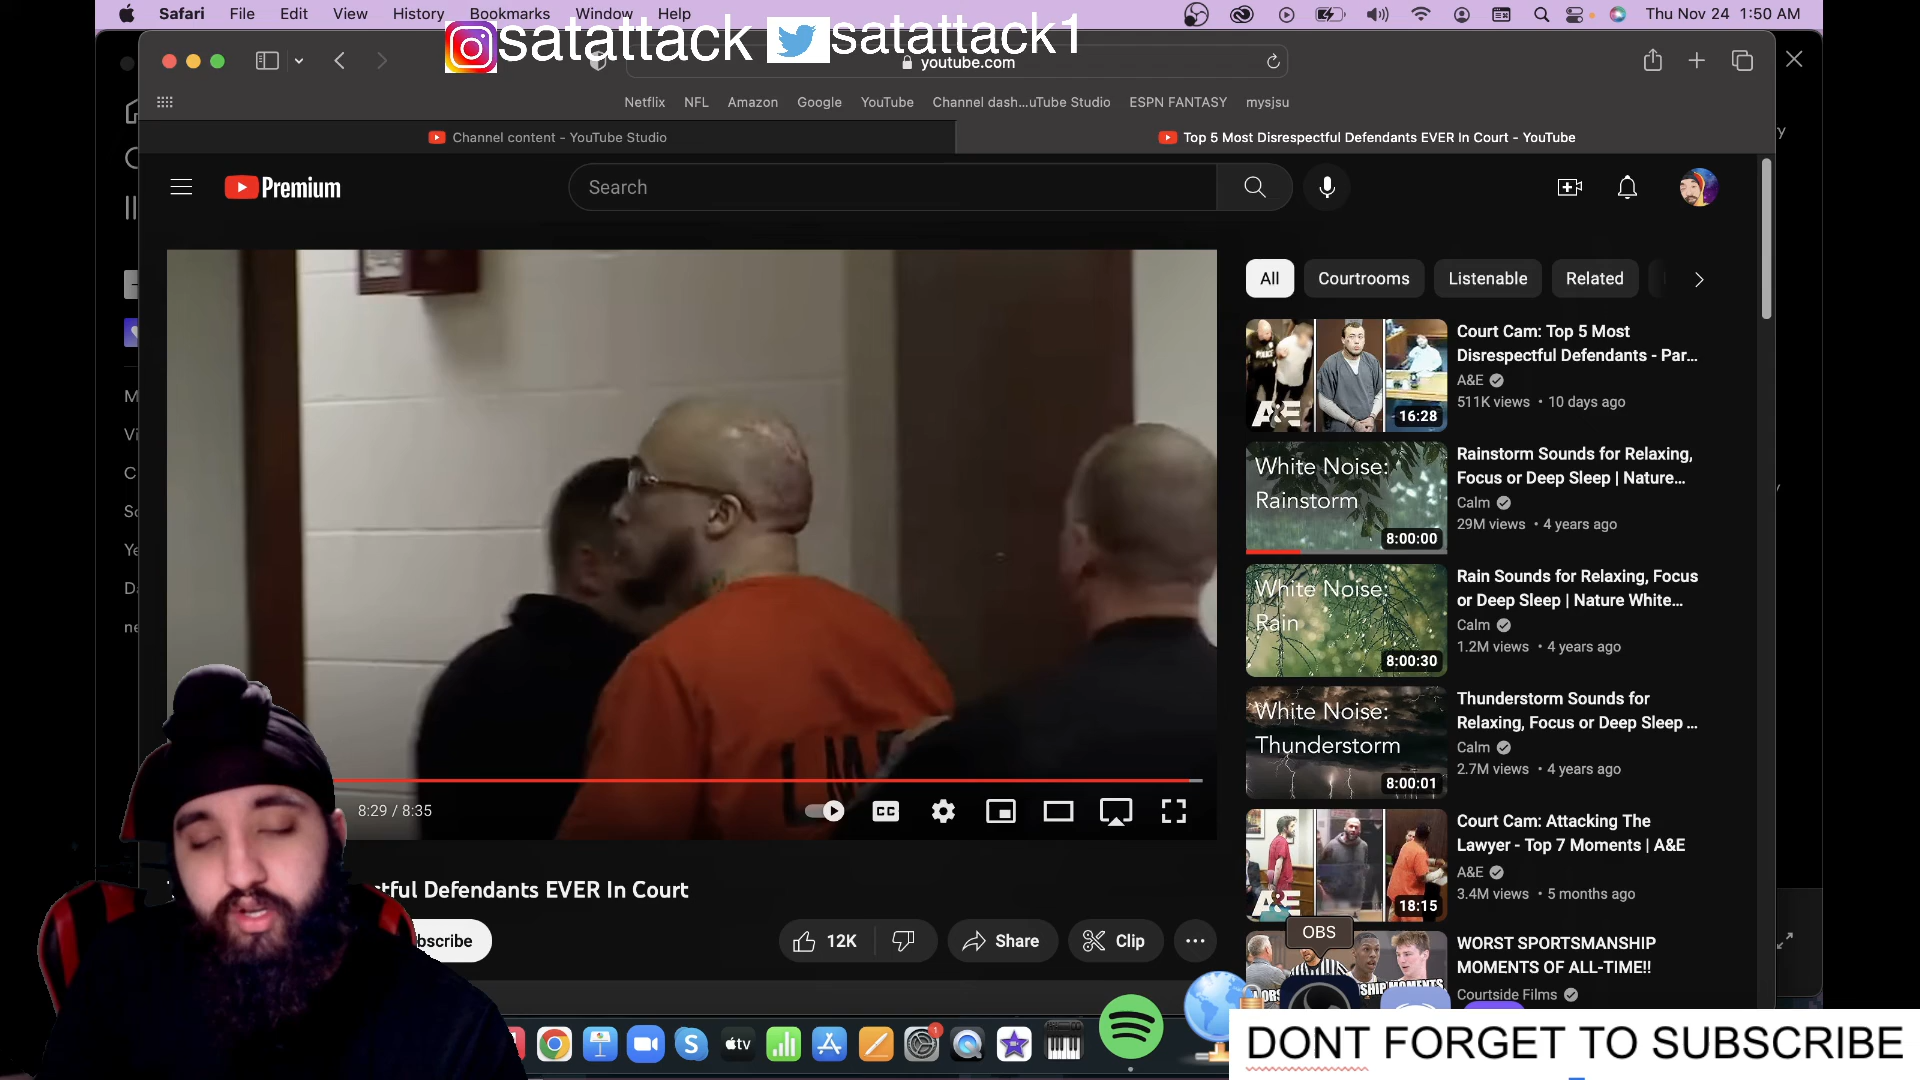 Safari File Edit View History Bookmarks Window Help
Thu Nov 24 1:50 AM
satattack satattack1
youtube.com
Netflix NFL Amazon Google YouTube Channel dash...uTube Studio ESPN FANTASY mysjsu
Channel content - YouTube Studio
Top 5 Most Disrespectful Defendants EVER In Court - YouTube
Premium
Search
All Courtrooms Listenable Related
Court Cam: Top 5 Most
Disrespectful Defendants - Par...
A&E
511K views • 10 days ago
A&E
16:28
White Noise:
Rainstorm
8:00:00
Rainstorm Sounds for Relaxing,
Focus or Deep Sleep | Nature...
Calm
29M views • 4 years ago
White Noise:
Rain
8:00:30
Rain Sounds for Relaxing, Focus
or Deep Sleep | Nature White...
Calm
1.2M views • 4 years ago
White Noise:
Thunderstorm
8:00:01
Thunderstorm Sounds for
Relaxing, Focus or Deep Sleep ...
Calm
2.7M views • 4 years ago
Court Cam: Attacking The
Lawyer - Top 7 Moments | A&E
A&E
3.4M views • 5 months ago
A&E
18:15
WORST SPORTSMANSHIP
MOMENTS OF ALL-TIME!!
Courtside Films
8:29 / 8:35
CC
tful Defendants EVER In Court
bscribe
12K Share Clip
OBS
tv
1
DONT FORGET TO SUBSCRIBE